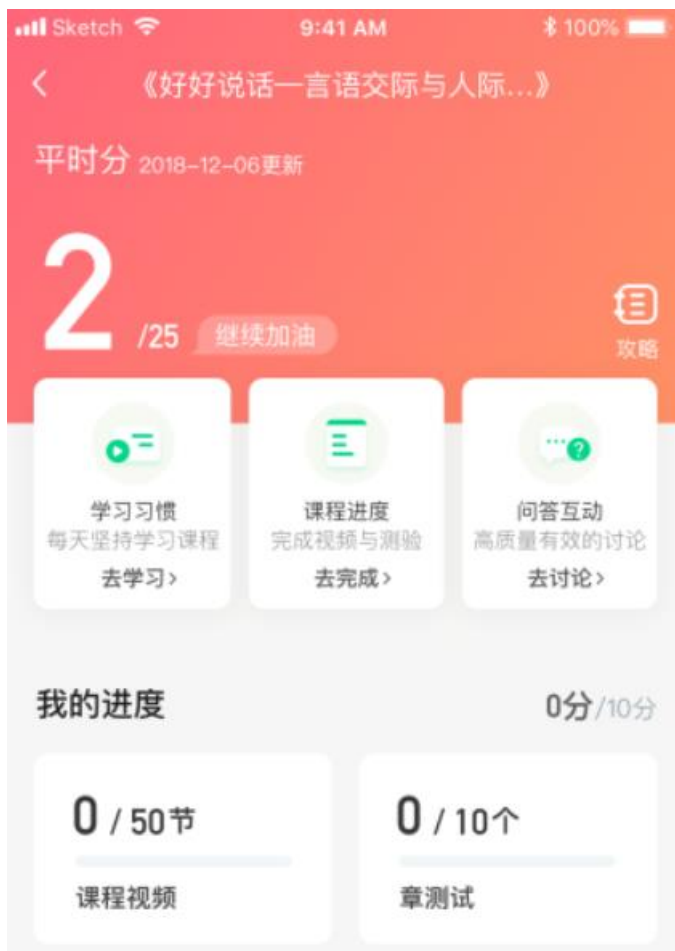 Sketch 9:41 AM 100%
《好好说话—言语交际与人际...》
平时分 2018-12-06更新
2 /25 继续加油
攻略
学习习惯 课程进度 问答互动
每天坚持学习课程 完成视频与测验 高质量有效的讨论
去学习> 去完成> 去讨论>
我的进度 0分/10分
0 / 50节 0 / 10个
课程视频 章测试